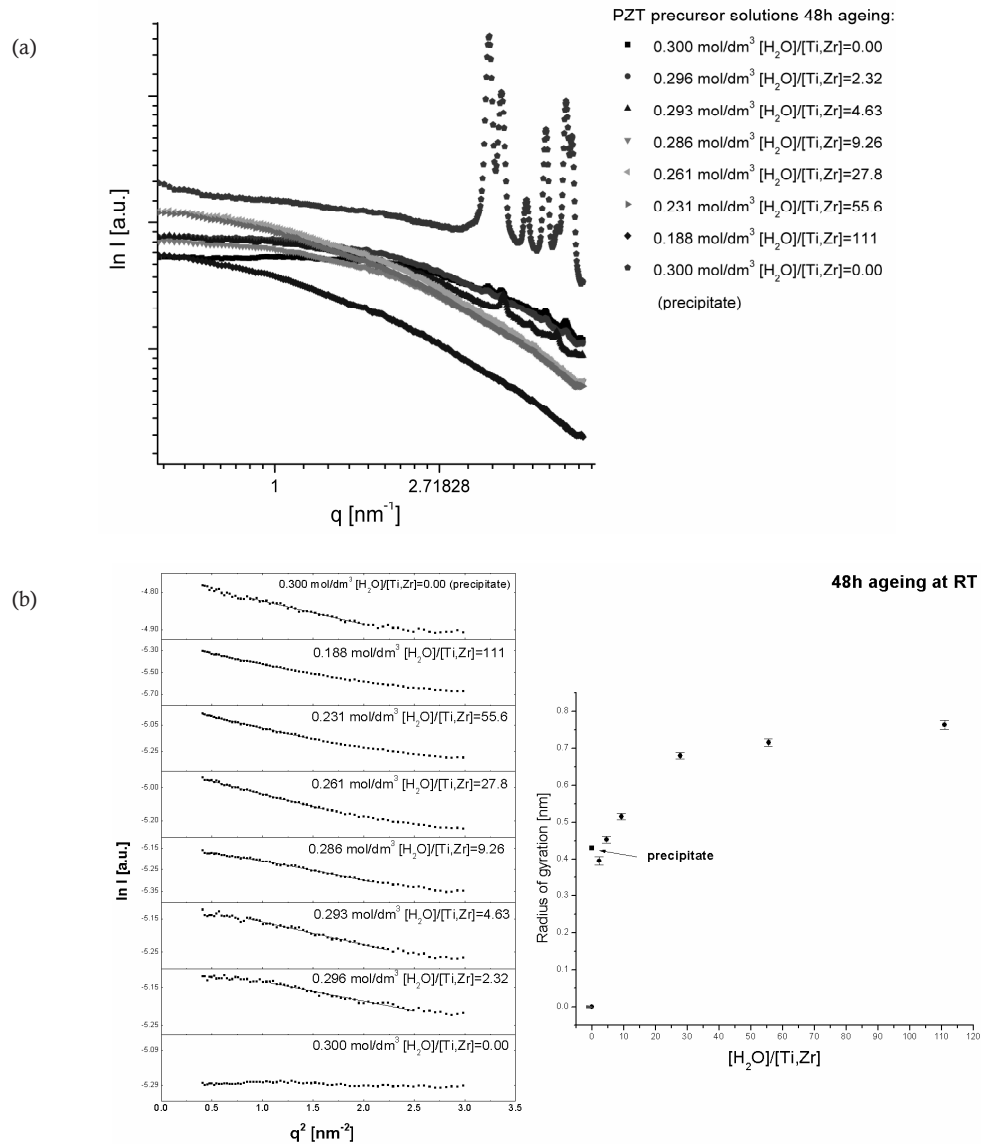 (a)
PZT precursor solutions 48h ageing:
0.300 mol/dm³ [H₂O]/[Ti,Zr]=0.00
0.296 mol/dm³ [H₂O]/[Ti,Zr]=2.32
0.293 mol/dm³ [H₂O]/[Ti,Zr]=4.63
0.286 mol/dm³ [H₂O]/[Ti,Zr]=9.26
0.261 mol/dm³ [H₂O]/[Ti,Zr]=27.8
0.231 mol/dm³ [H₂O]/[Ti,Zr]=55.6
0.188 mol/dm³ [H₂O]/[Ti,Zr]=111
0.300 mol/dm³ [H₂O]/[Ti,Zr]=0.00
(precipitate)
ln I [a.u.]
1 2.71828
q [nm⁻¹]
(b)
48h ageing at RT
0.300 mol/dm³ [H₂O]/[Ti,Zr]=0.00 (precipitate)
-4.80
-4.90
0.188 mol/dm³ [H₂O]/[Ti,Zr]=111
-5.30
-5.50
-5.70
0.231 mol/dm³ [H₂O]/[Ti,Zr]=55.6
-5.05
-5.25
0.261 mol/dm³ [H₂O]/[Ti,Zr]=27.8
-5.00
-5.20
0.286 mol/dm³ [H₂O]/[Ti,Zr]=9.26
-5.15
-5.35
0.293 mol/dm³ [H₂O]/[Ti,Zr]=4.63
-5.15
-5.25
0.296 mol/dm³ [H₂O]/[Ti,Zr]=2.32
-5.15
-5.25
0.300 mol/dm³ [H₂O]/[Ti,Zr]=0.00
-5.09
-5.29
ln I [a.u.]
0.0 0.5 1.0 1.5 2.0 2.5 3.0 3.5
q² [nm⁻²]
Radius of gyration [nm]
0.8
0.7
0.6
0.5
0.4
0.3
0.2
0.1
0.0
precipitate
0 10 20 30 40 50 60 70 80 90 100 110 120
[H₂O]/[Ti,Zr]